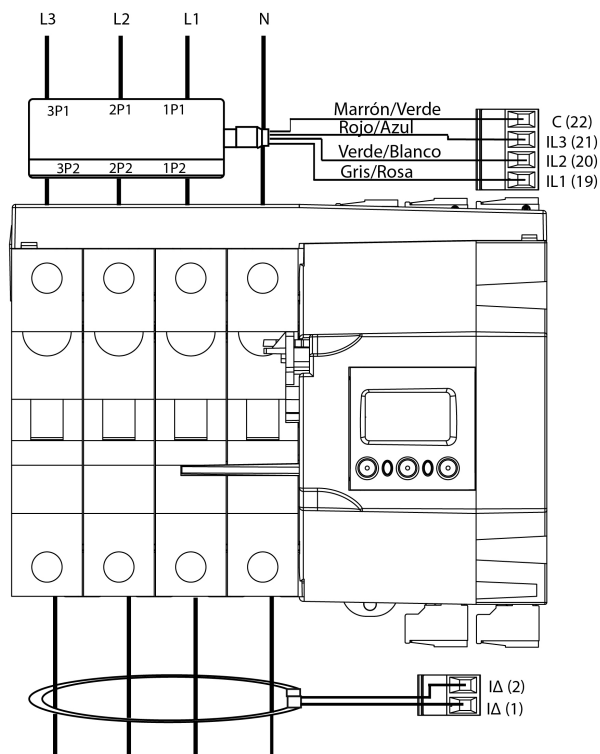 L3 L2 L1 N
3P1 2P1 1P1
3P2 2P2 1P2
Marrón/Verde
Rojo/Azul
Verde/Blanco
Gris/Rosa
C (22)
IL3 (21)
IL2 (20)
IL1 (19)
IΔ (2)
IΔ (1)